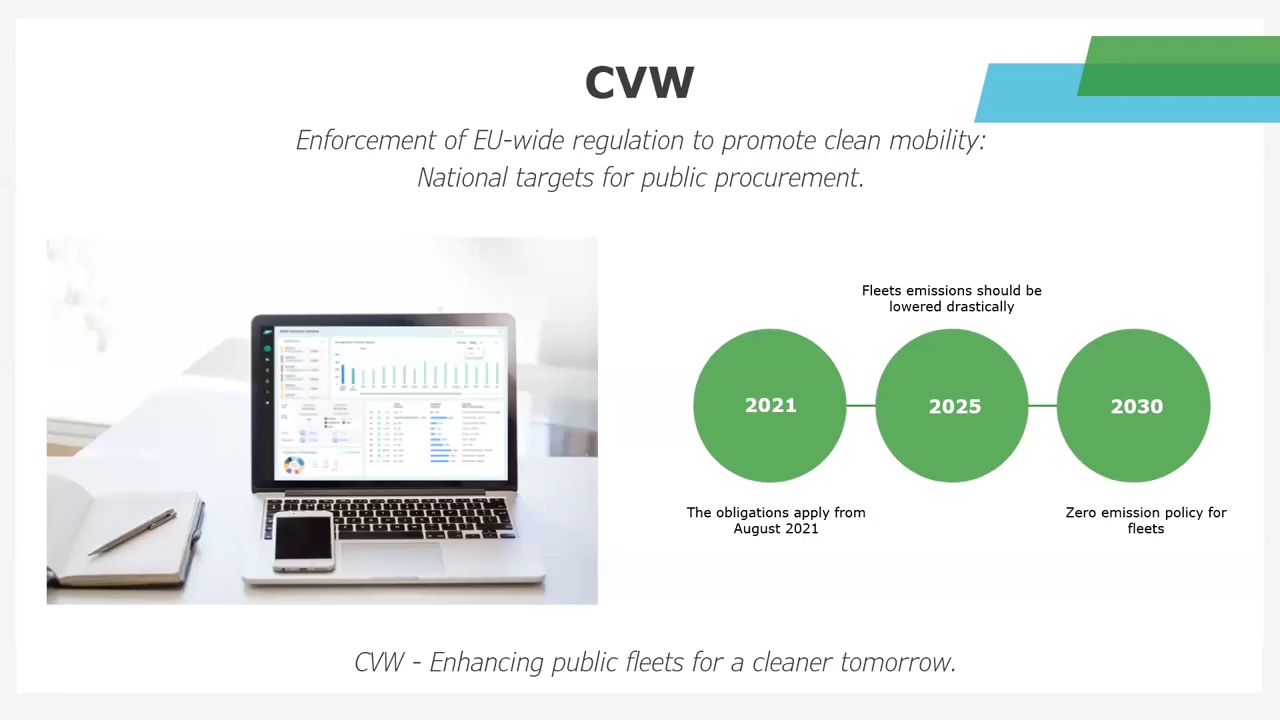 CVW
Enforcement of EU-wide regulation to promote clean mobility:
National targets for public procurement.
Fleets emissions should be
lowered drastically
2021
2025
2030
The obligations apply from
August 2021
Zero emission policy for
fleets
CVW - Enhancing public fleets for a cleaner tomorrow.